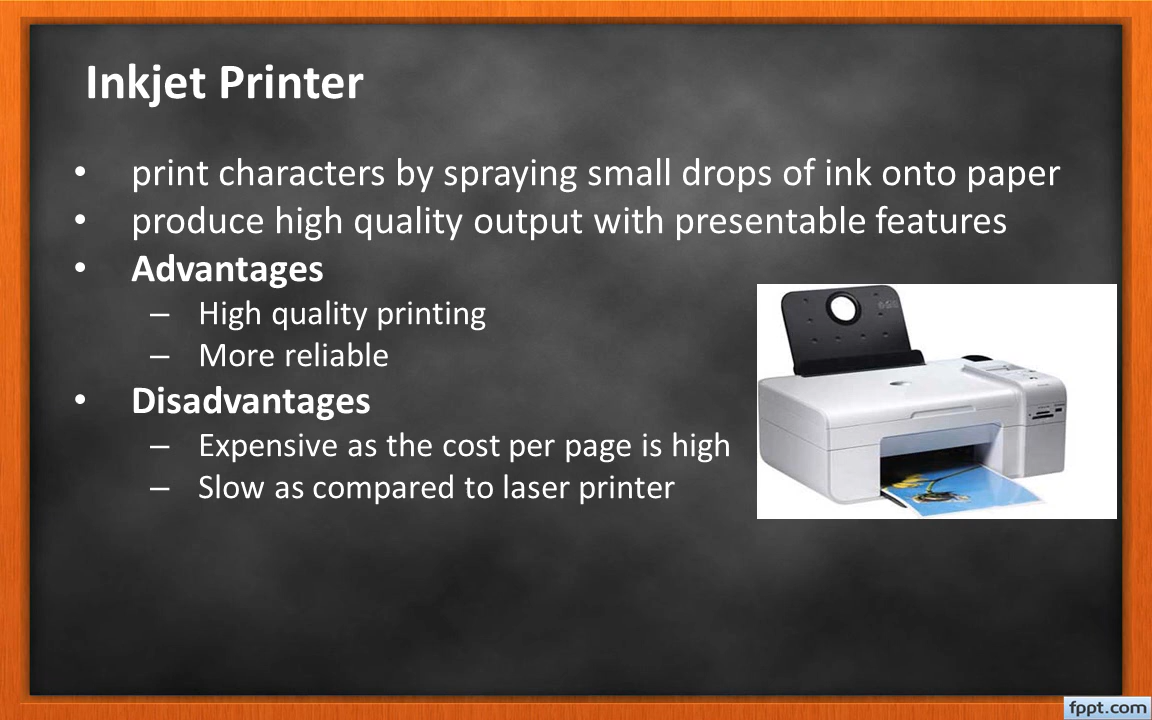 Inkjet Printer
• print characters by spraying small drops of ink onto paper
• produce high quality output with presentable features
• Advantages
– High quality printing
– More reliable
• Disadvantages
– Expensive as the cost per page is high
– Slow as compared to laser printer
fppt.com